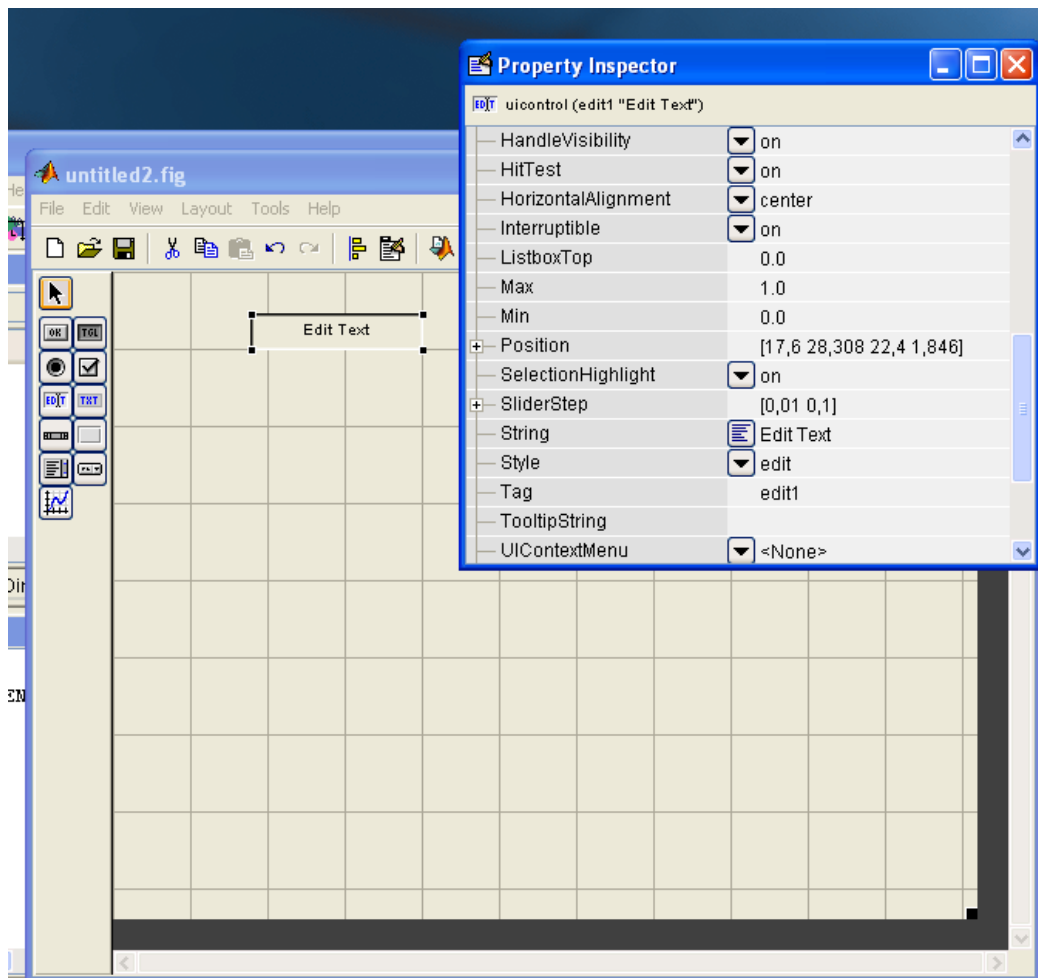 Property Inspector
uicontrol (edit1 "Edit Text")
HandleVisibility on
HitTest on
HorizontalAlignment center
Interruptible on
ListboxTop 0.0
Max 1.0
Min 0.0
Position [17,6 28,308 22,4 1,846]
SelectionHighlight on
SliderStep [0,01 0,1]
String Edit Text
Style edit
Tag edit1
TooltipString
UIContextMenu <None>
untitled2.fig
He
File Edit View Layout Tools Help
OK TGL
EDIT TXT
Edit Text
Dir
EN